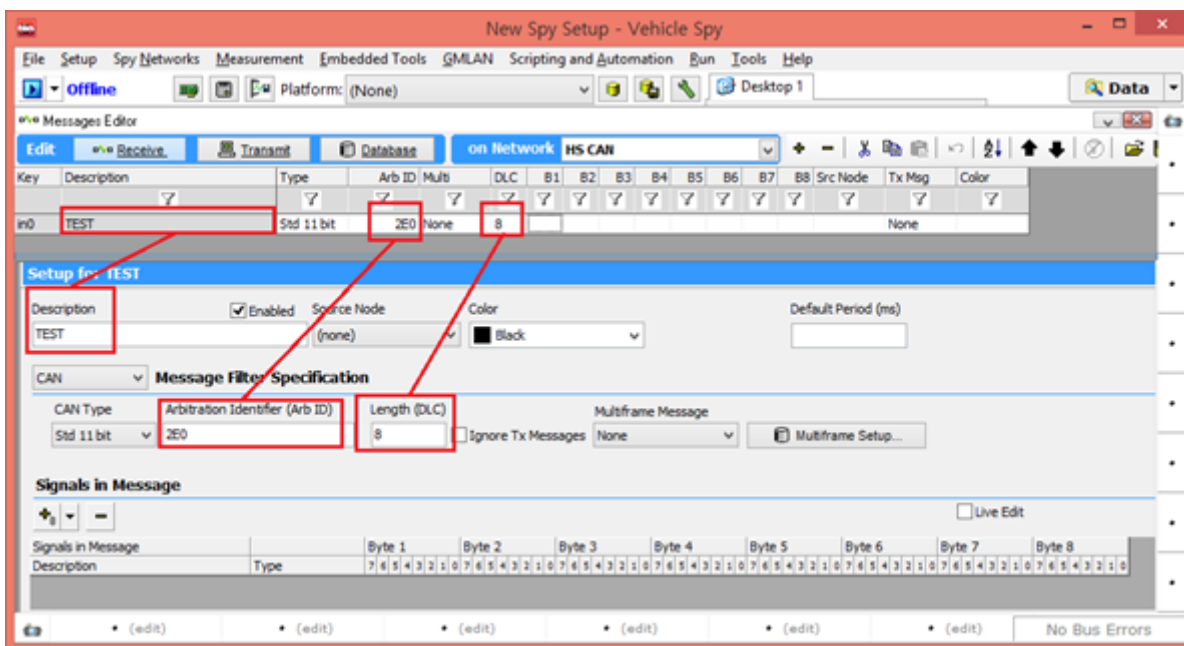 New Spy Setup - Vehicle Spy
File Setup Spy Networks Measurement Embedded Tools GMLAN Scripting and Automation Run Tools Help
Offline Platform: (None) Desktop 1 Data
Messages Editor
Edit Receive Transmit Database on Network HS CAN
Key Description Type Arb ID Multi DLC B1 B2 B3 B4 B5 B6 B7 B8 Src Node Tx Msg Color
in0 TEST Std 11 bit 2E0 None 8 None
Setup for TEST
Description Enabled Source Node Color Default Period (ms)
TEST (none) Black
CAN Message Filter Specification
CAN Type Arbitration Identifier (Arb ID) Length (DLC) Multiframe Message
Std 11 bit 2E0 8 Ignore Tx Messages None Multiframe Setup...
Signals in Message
Live Edit
Signals in Message Byte 1 Byte 2 Byte 3 Byte 4 Byte 5 Byte 6 Byte 7 Byte 8
Description Type 7 6 5 4 3 2 1 0 7 6 5 4 3 2 1 0 7 6 5 4 3 2 1 0 7 6 5 4 3 2 1 0 7 6 5 4 3 2 1 0 7 6 5 4 3 2 1 0 7 6 5 4 3 2 1 0 7 6 5 4 3 2 1 0
(edit) (edit) (edit) (edit) (edit) (edit) No Bus Errors